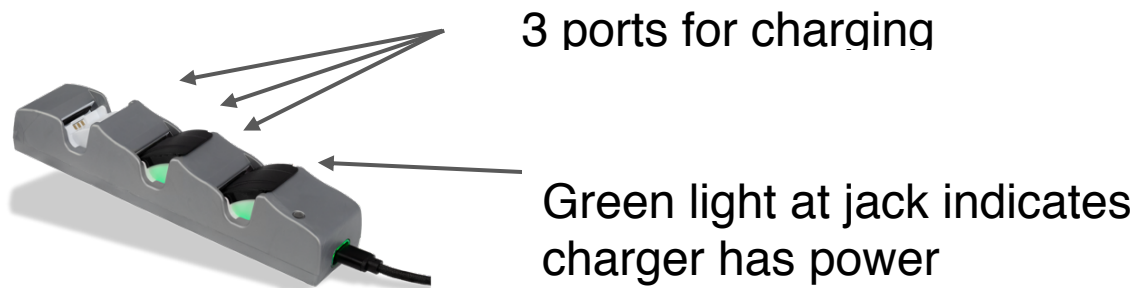 3 ports for charging
Green light at jack indicates
charger has power